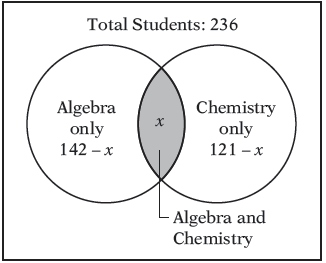 Total Students: 236
Algebra
only
142 – x
x
Chemistry
only
121 – x
Algebra and
Chemistry